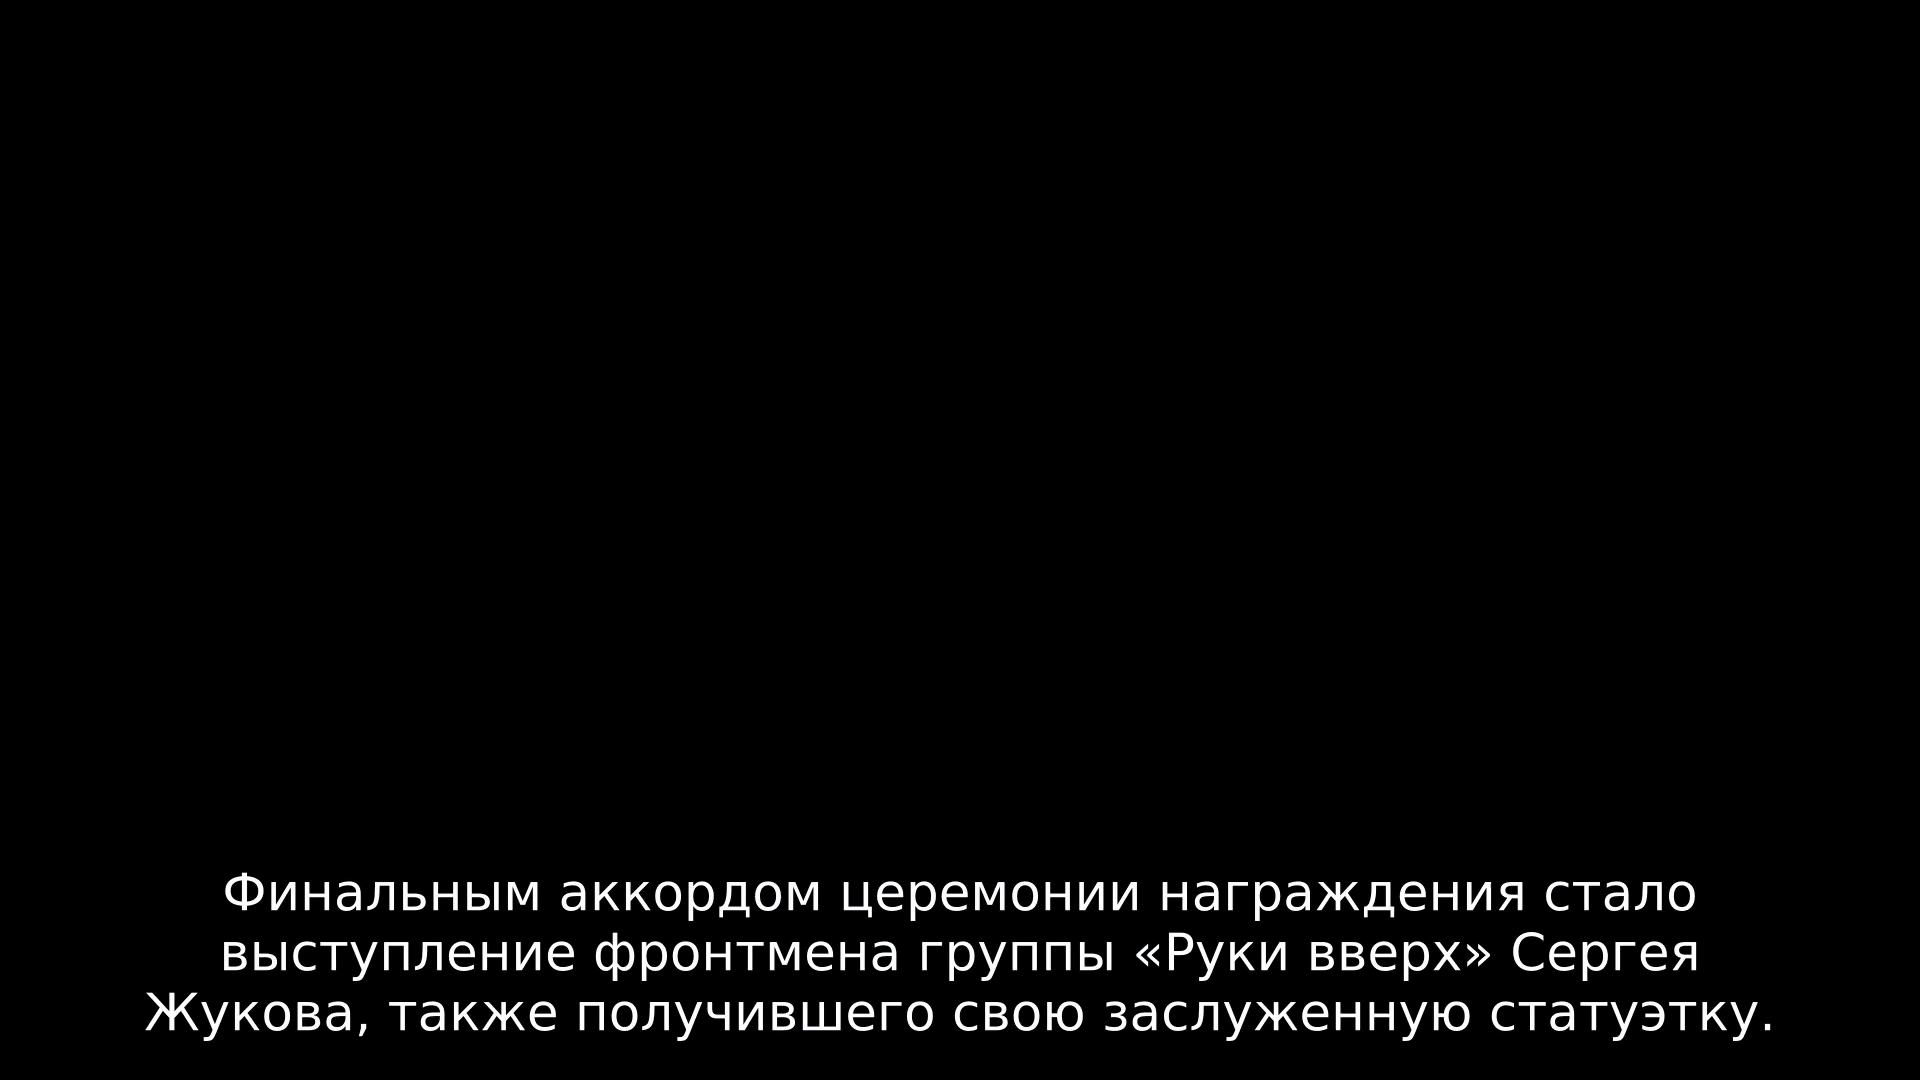 Финальным аккордом церемонии награждения стало
выступление фронтмена группы «Руки вверх» Сергея
Жукова, также получившего свою заслуженную статуэтку.